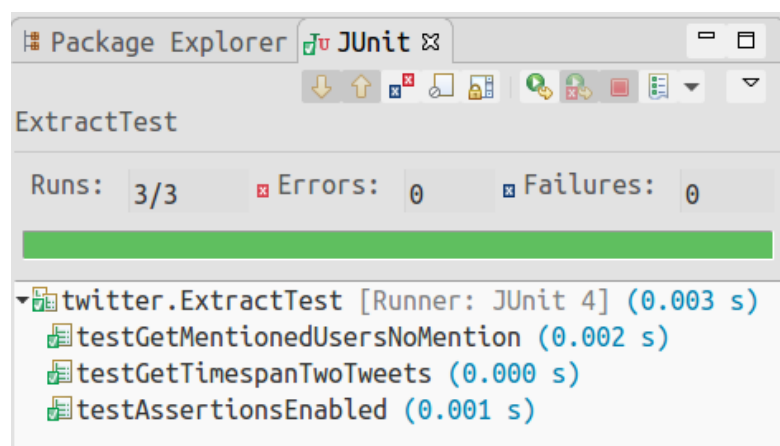 Package Explorer JUnit
ExtractTest
Runs: 3/3 Errors: 0 Failures: 0
twitter.ExtractTest [Runner: JUnit 4] (0.003 s)
testGetMentionedUsersNoMention (0.002 s)
testGetTimespanTwoTweets (0.000 s)
testAssertionsEnabled (0.001 s)